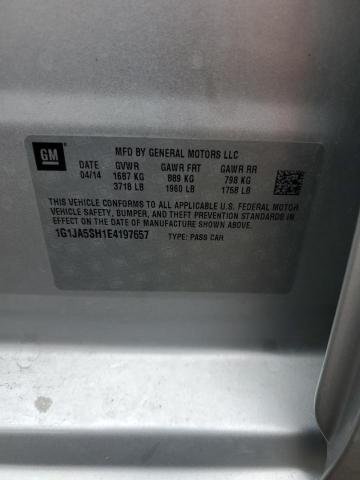 GM
MFD BY GENERAL MOTORS LLC
DATE GVWR GAWR FRT GAWR RR
04/14 1687 KG 889 KG 798 KG
3718 LB 1960 LB 1758 LB
THIS VEHICLE CONFORMS TO ALL APPLICABLE U.S. FEDERAL MOTOR
VEHICLE SAFETY, BUMPER, AND THEFT PREVENTION STANDARDS
IN EFFECT ON THE DATE OF MANUFACTURE SHOWN ABOVE.
1G1JA5SH1E4197657
TYPE: PASS CAR